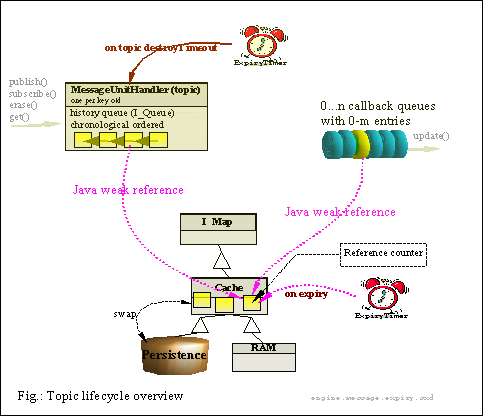 on topic destroyTimeout
ExpiryTimer
publish()
subscribe()
erase()
get()
MessageUnitHandler (topic)
one per key oid
history queue (I_Queue)
chronological ordered
0...n callback queues
with 0-m entries
update()
Java weak reference
Java weak reference
I_Map
Reference counter
Cache
on expiry
ExpiryTimer
swap
Persistence
RAM
Fig.: Topic lifecycle overview
engine.message.expiry.xmd